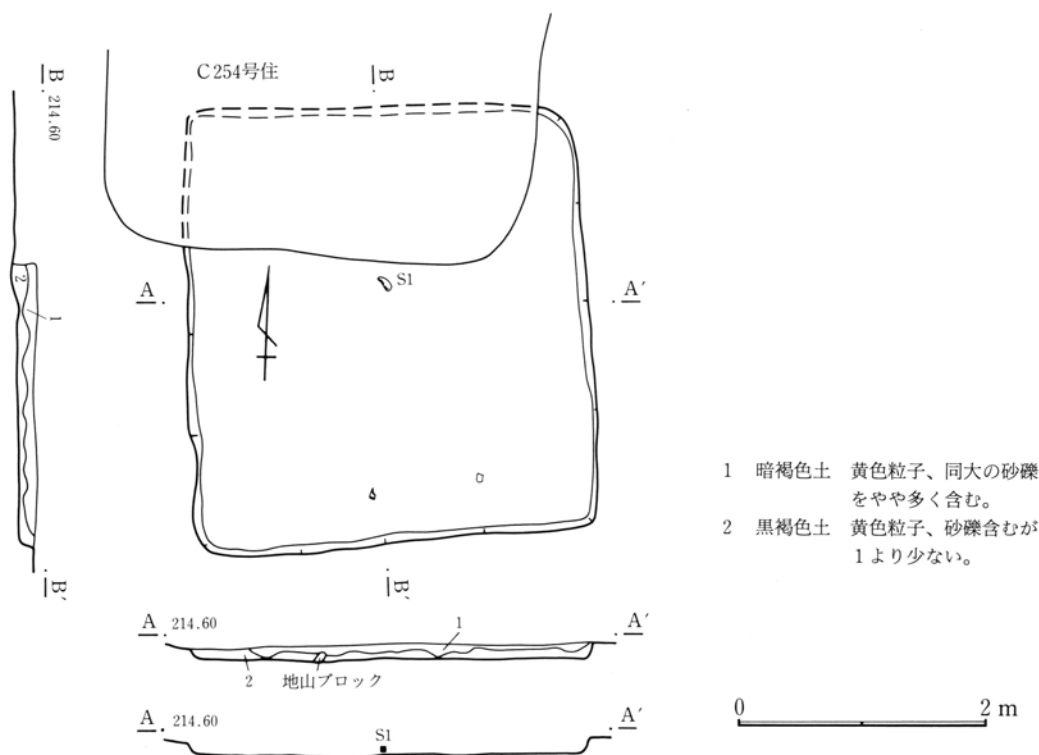 C254号住
B
B
214.60
2
1
B′
S1
A
A′
B′
1 暗褐色土 黄色粒子、同大の砂礫
をやや多く含む。
2 黒褐色土 黄色粒子、砂礫含むが
1より少ない。
A 214.60
1
A′
2 地山ブロック
A 214.60
S1
A′
0 2 m